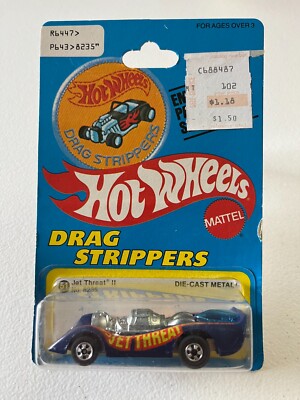 R6447>
P643>8235"
FOR AGES OVER 3
C688487
102
$1.18
$1.50
Hot Wheels
DRAG STRIPPERS
Hot Wheels
MATTEL
DRAG
STRIPPERS
Jet Threat II
DIE-CAST METAL
JET THREAT